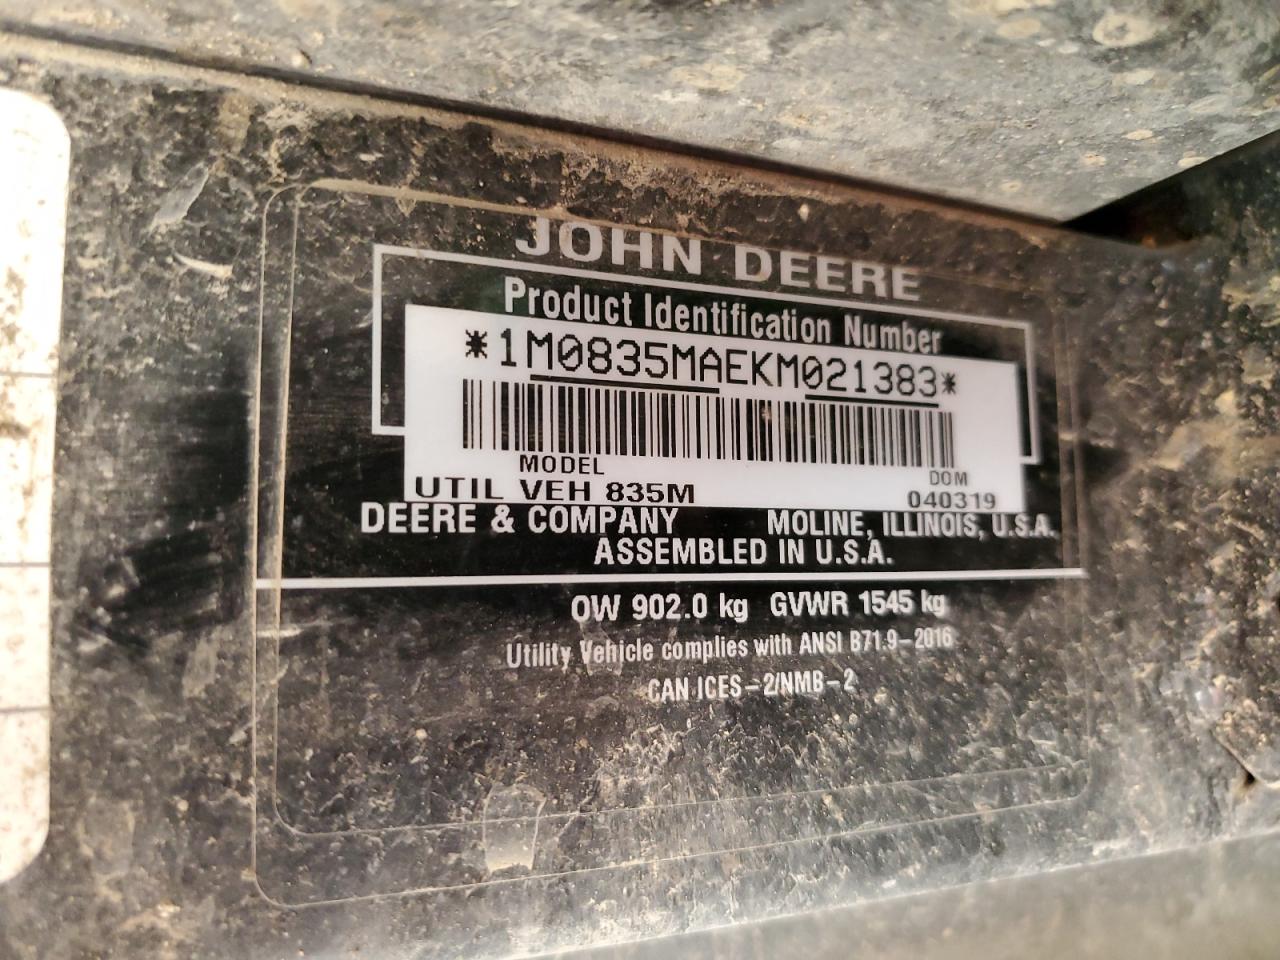 JOHN DEERE
Product Identification Number
*1M0835MAEKM021383*
MODEL
DOM
UTIL VEH 835M
040319
DEERE & COMPANY MOLINE, ILLINOIS, U.S.A.
ASSEMBLED IN U.S.A.
OW 902.0 kg GVWR 1545 kg
Utility Vehicle complies with ANSI B71.9-2016
CAN ICES-2/NMB-2